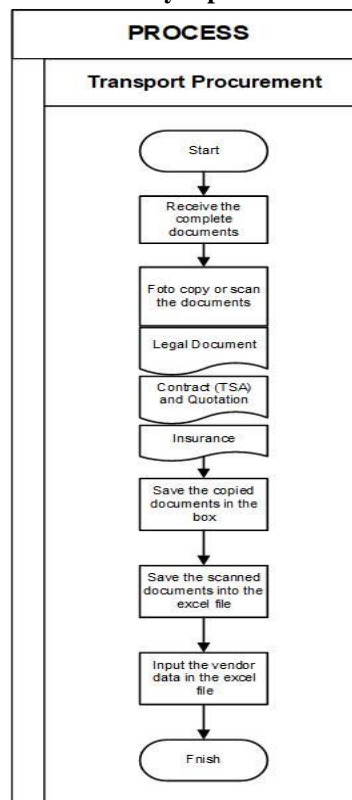 PROCESS
Transport Procurement
Start
Receive the
complete
documents
Foto copy or scan
the documents
Legal Document
Contract (TSA)
and Quotation
Insurance
Save the copied
documents in the
box
Save the scanned
documents into the
excel file
Input the vendor
data in the excel
file
Fnish